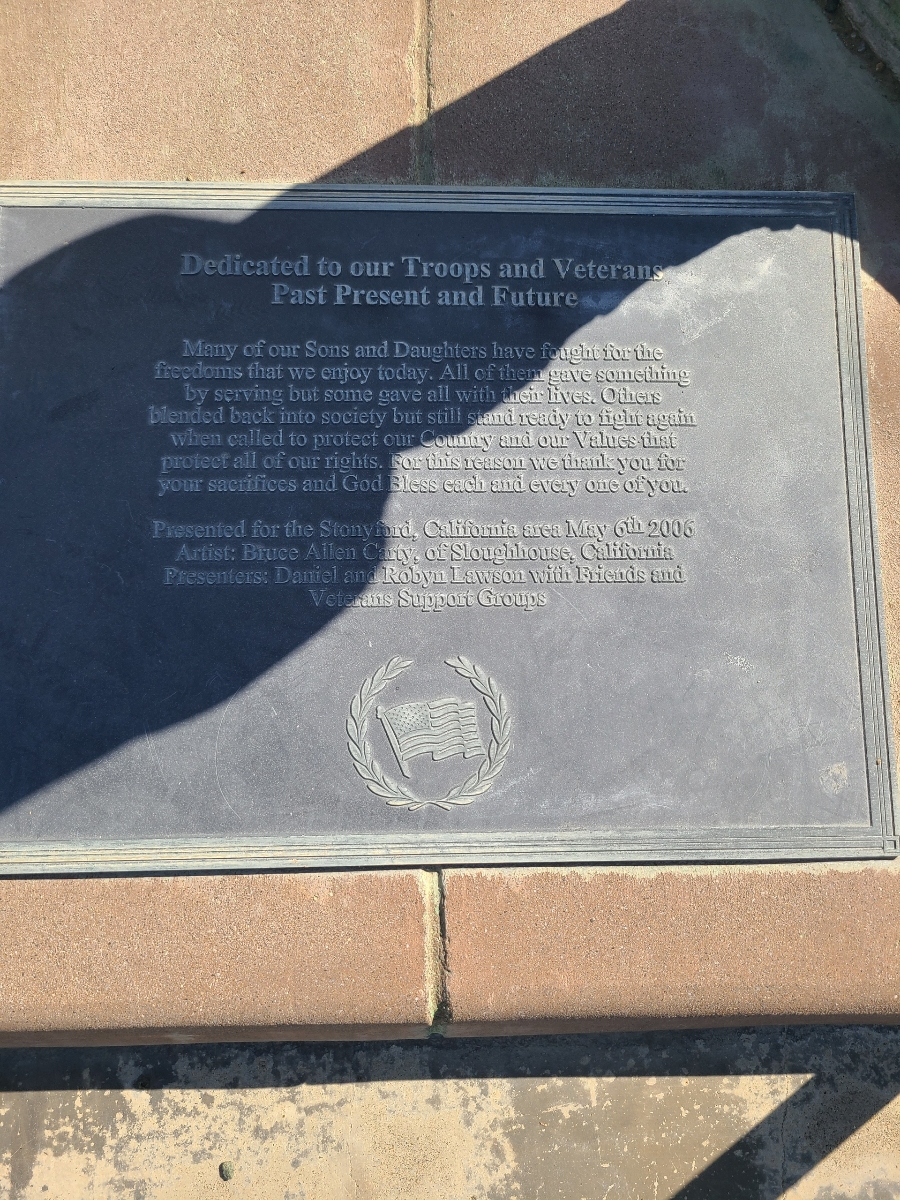 Dedicated to our Troops and Veterans
Past Present and Future
Many of our Sons and Daughters have fought for the
freedoms that we enjoy today. All of them gave something
by serving but some gave all with their lives. Others
blended back into society but still stand ready to fight again
when called to protect our Country and our Values that
protect all of our rights. For this reason we thank you for
your sacrifices and God Bless each and every one of you.
Presented for the Stonyford, California area May 6th 2006
Artist: Bruce Allen Carty, of Sloughhouse, California
Presenters: Daniel and Robyn Lawson with Friends and
Veterans Support Groups